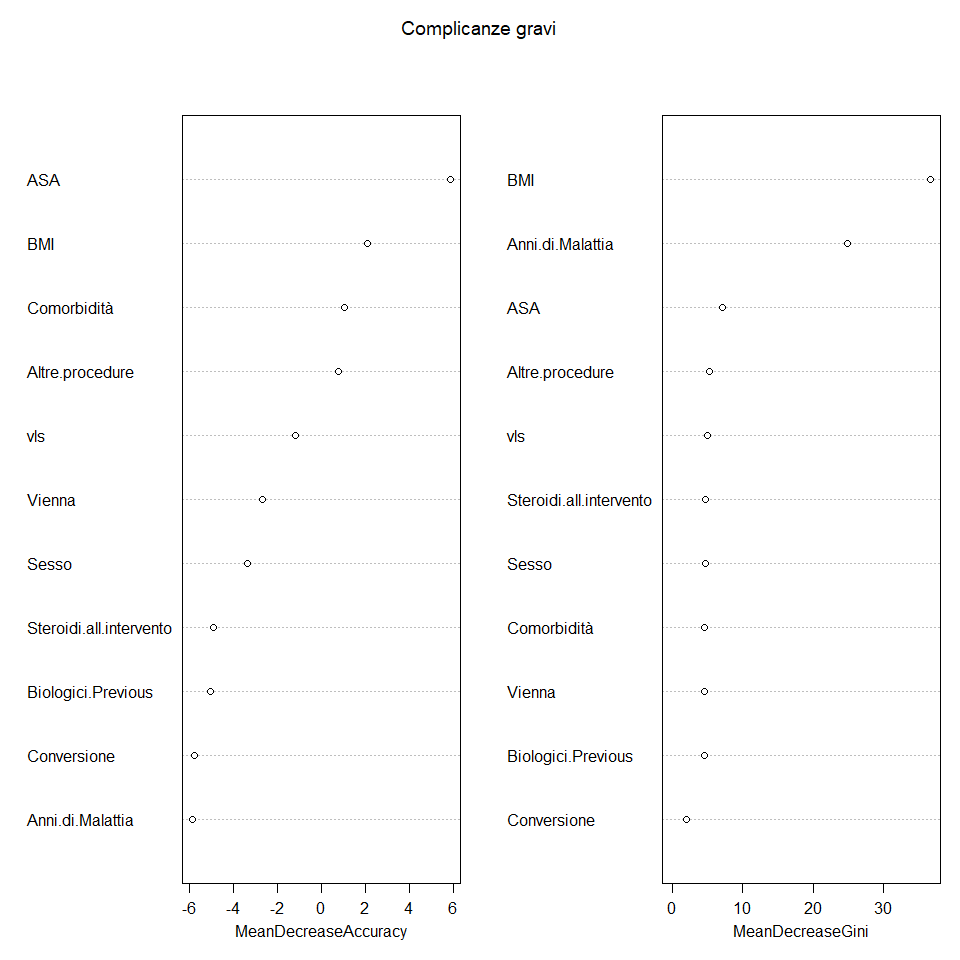 Complicanze gravi
ASA
BMI
Comorbidità
Altre.procedure
vls
Vienna
Sesso
Steroidi.all.intervento
Biologici.Previous
Conversione
Anni.di.Malattia
-6 -4 -2 0 2 4 6
MeanDecreaseAccuracy
BMI
Anni.di.Malattia
ASA
Altre.procedure
vls
Steroidi.all.intervento
Sesso
Comorbidità
Vienna
Biologici.Previous
Conversione
0 10 20 30
MeanDecreaseGini